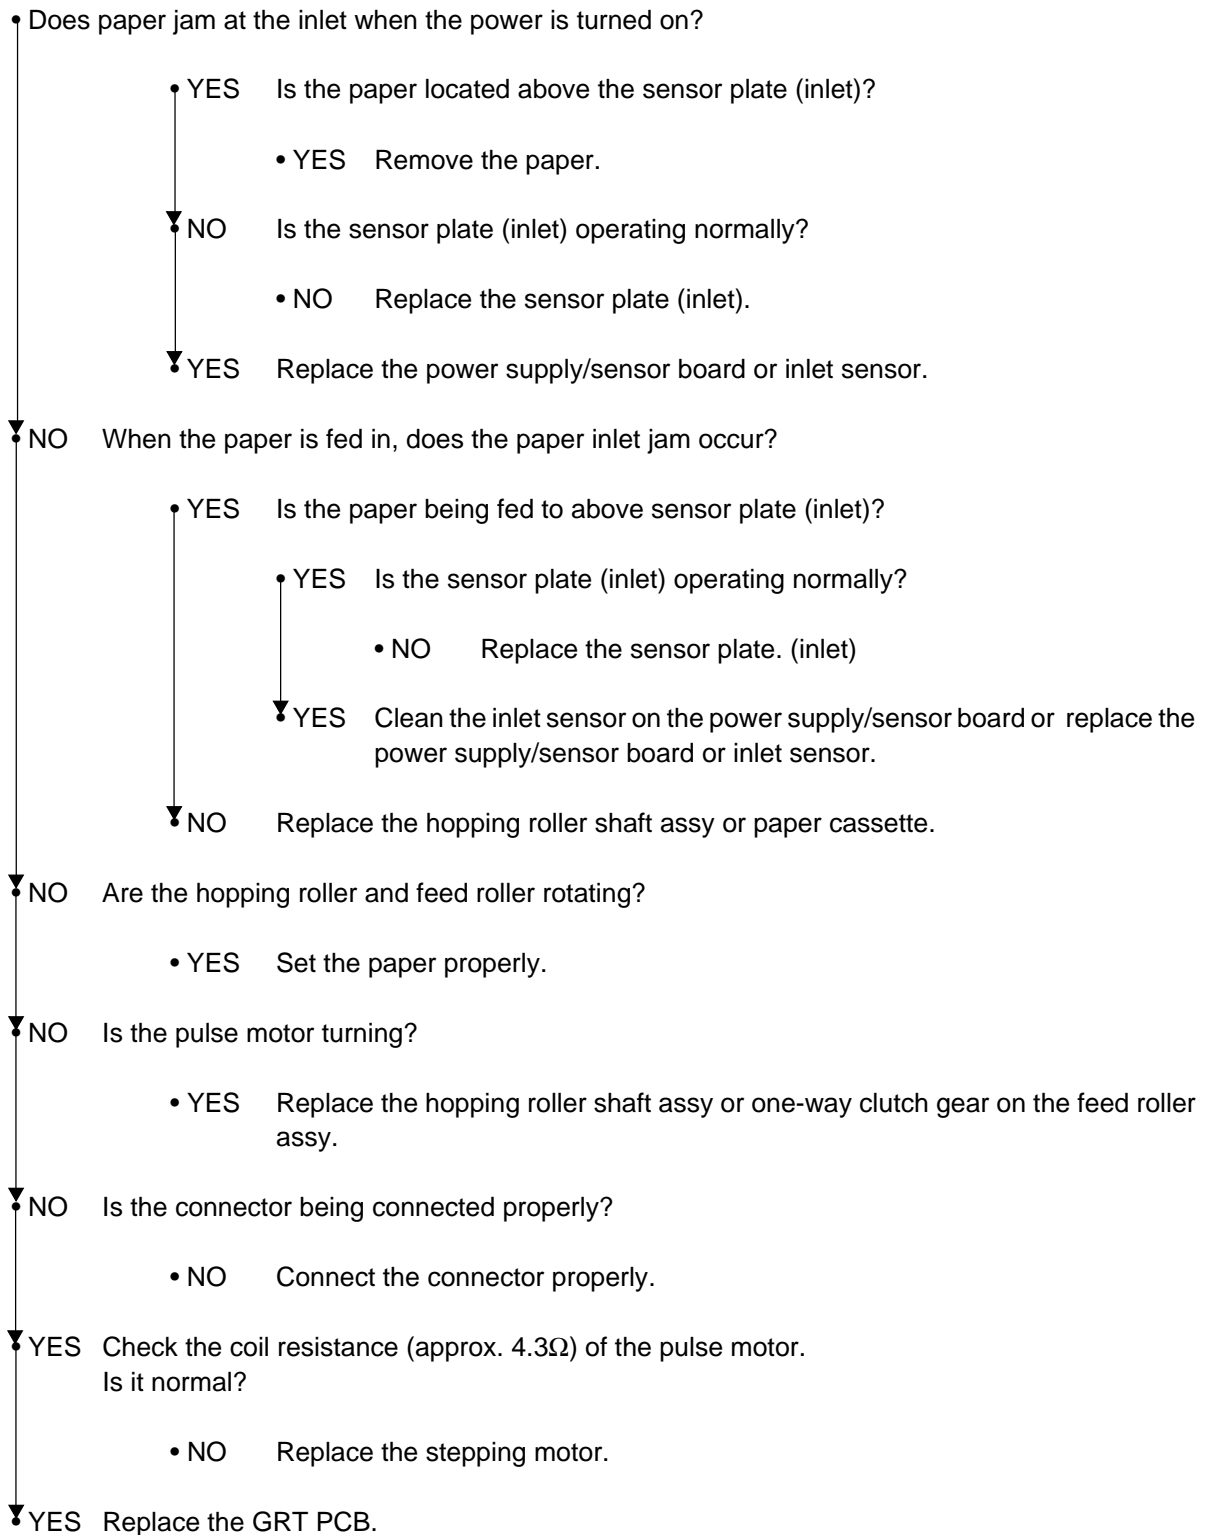 • Does paper jam at the inlet when the power is turned on?
• YES Is the paper located above the sensor plate (inlet)?
• YES Remove the paper.
• NO Is the sensor plate (inlet) operating normally?
• NO Replace the sensor plate (inlet).
• YES Replace the power supply/sensor board or inlet sensor.
• NO When the paper is fed in, does the paper inlet jam occur?
• YES Is the paper being fed to above sensor plate (inlet)?
• YES Is the sensor plate (inlet) operating normally?
• NO Replace the sensor plate. (inlet)
• YES Clean the inlet sensor on the power supply/sensor board or replace the
power supply/sensor board or inlet sensor.
• NO Replace the hopping roller shaft assy or paper cassette.
• NO Are the hopping roller and feed roller rotating?
• YES Set the paper properly.
• NO Is the pulse motor turning?
• YES Replace the hopping roller shaft assy or one-way clutch gear on the feed roller
assy.
• NO Is the connector being connected properly?
• NO Connect the connector properly.
• YES Check the coil resistance (approx. 4.3Ω) of the pulse motor.
Is it normal?
• NO Replace the stepping motor.
• YES Replace the GRT PCB.